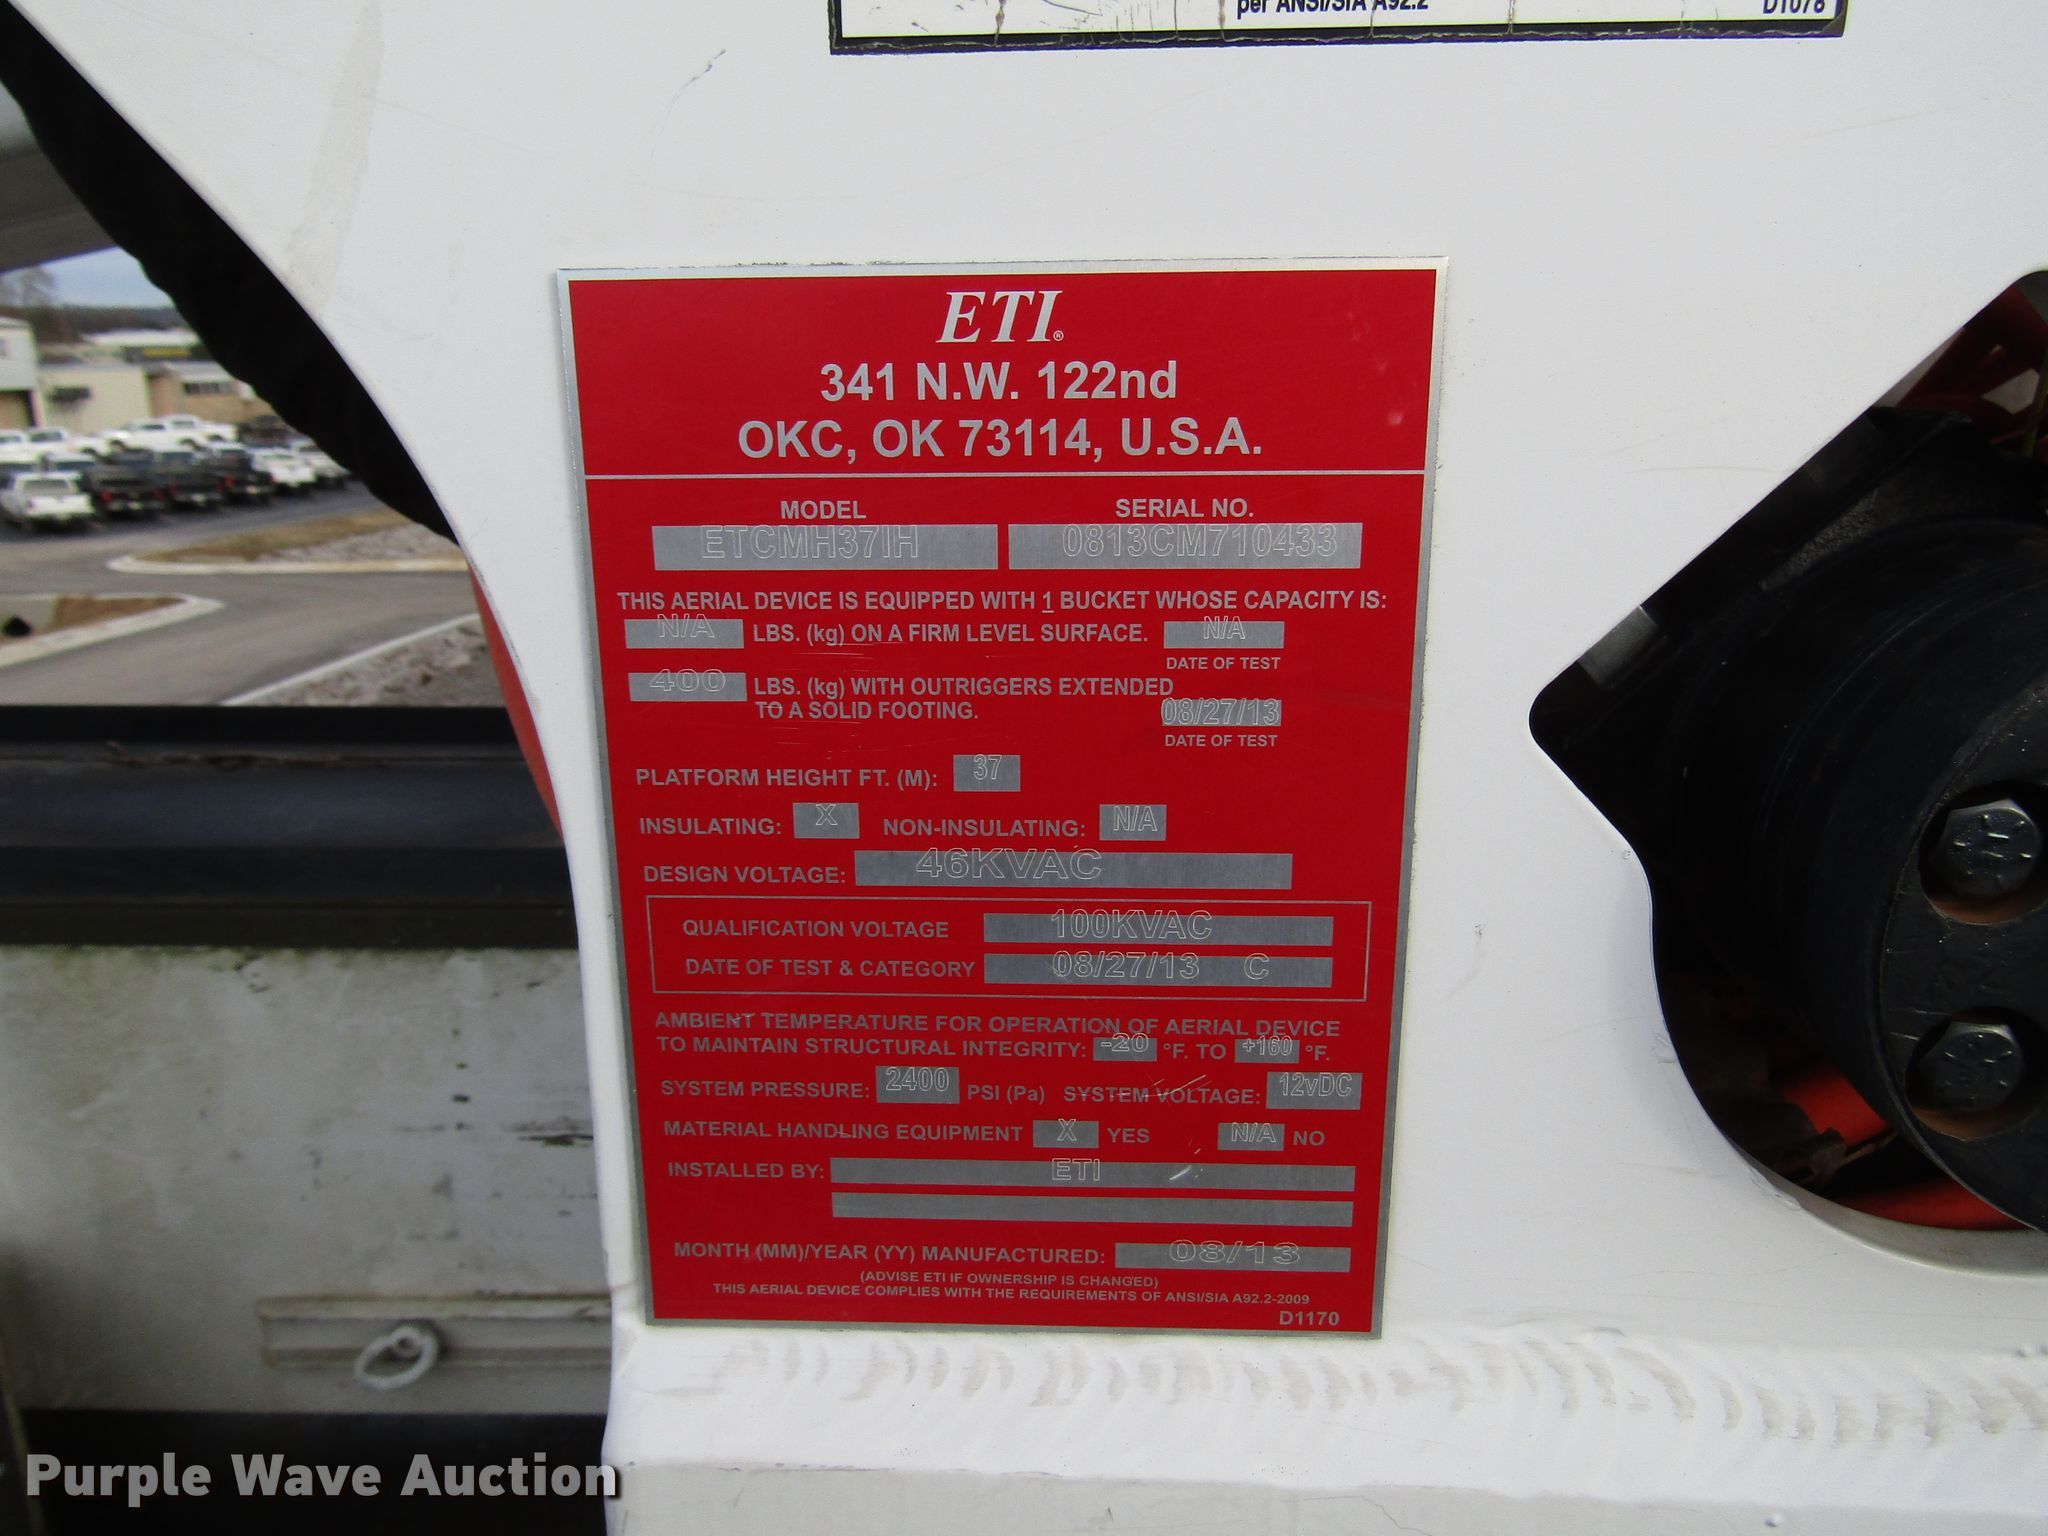 per ANSI/SIA A92.2 D1078
ETI®
341 N.W. 122nd
OKC, OK 73114, U.S.A.
MODEL SERIAL NO.
ETCMH37IH 0813CM710433
THIS AERIAL DEVICE IS EQUIPPED WITH 1 BUCKET WHOSE CAPACITY IS:
N/A LBS. (kg) ON A FIRM LEVEL SURFACE. N/A
DATE OF TEST
400 LBS. (kg) WITH OUTRIGGERS EXTENDED
TO A SOLID FOOTING. 08/27/13
DATE OF TEST
PLATFORM HEIGHT FT. (M): 37
INSULATING: X NON-INSULATING: N/A
DESIGN VOLTAGE: 46KVAC
QUALIFICATION VOLTAGE 100KVAC
DATE OF TEST & CATEGORY 08/27/13 C
AMBIENT TEMPERATURE FOR OPERATION OF AERIAL DEVICE
TO MAINTAIN STRUCTURAL INTEGRITY: -20 °F. TO +160 °F.
SYSTEM PRESSURE: 2400 PSI (Pa) SYSTEM VOLTAGE: 12vDC
MATERIAL HANDLING EQUIPMENT X YES N/A NO
INSTALLED BY: ETI
MONTH (MM)/YEAR (YY) MANUFACTURED: 08/13
(ADVISE ETI IF OWNERSHIP IS CHANGED)
THIS AERIAL DEVICE COMPLIES WITH THE REQUIREMENTS OF ANSI/SIA A92.2-2009
D1170
Purple Wave Auction